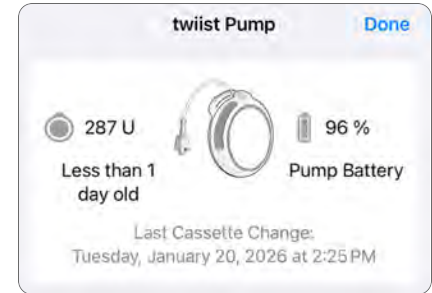 twiist Pump
Done
287 U
96 %
Less than 1
day old
Pump Battery
Last Cassette Change:
Tuesday, January 20, 2026 at 2:25 PM